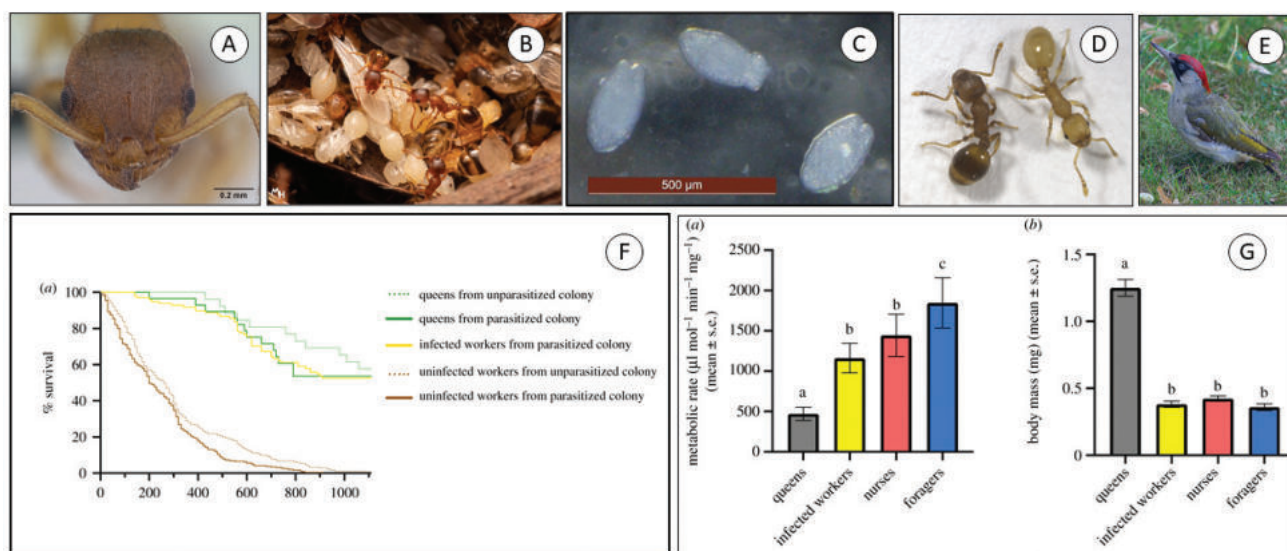 A
0.2 mm
B
MH
C
500 µm
D
E
F
(a)
% survival
100
80
60
40
20
0
0
200
400
600
800
1000
queens from unparasitized colony
queens from parasitized colony
infected workers from parasitized colony
uninfected workers from unparasitized colony
uninfected workers from parasitized colony
G
(a)
metabolic rate (µl mol⁻¹ min⁻¹ mg⁻¹)
(mean ± s.e.)
2500
2000
1500
1000
500
0
a
b
b
c
queens
infected workers
nurses
foragers
(b)
body mass (mg) (mean ± s.e.)
1.5
1.0
0.5
0
a
b
b
b
queens
infected workers
nurses
foragers